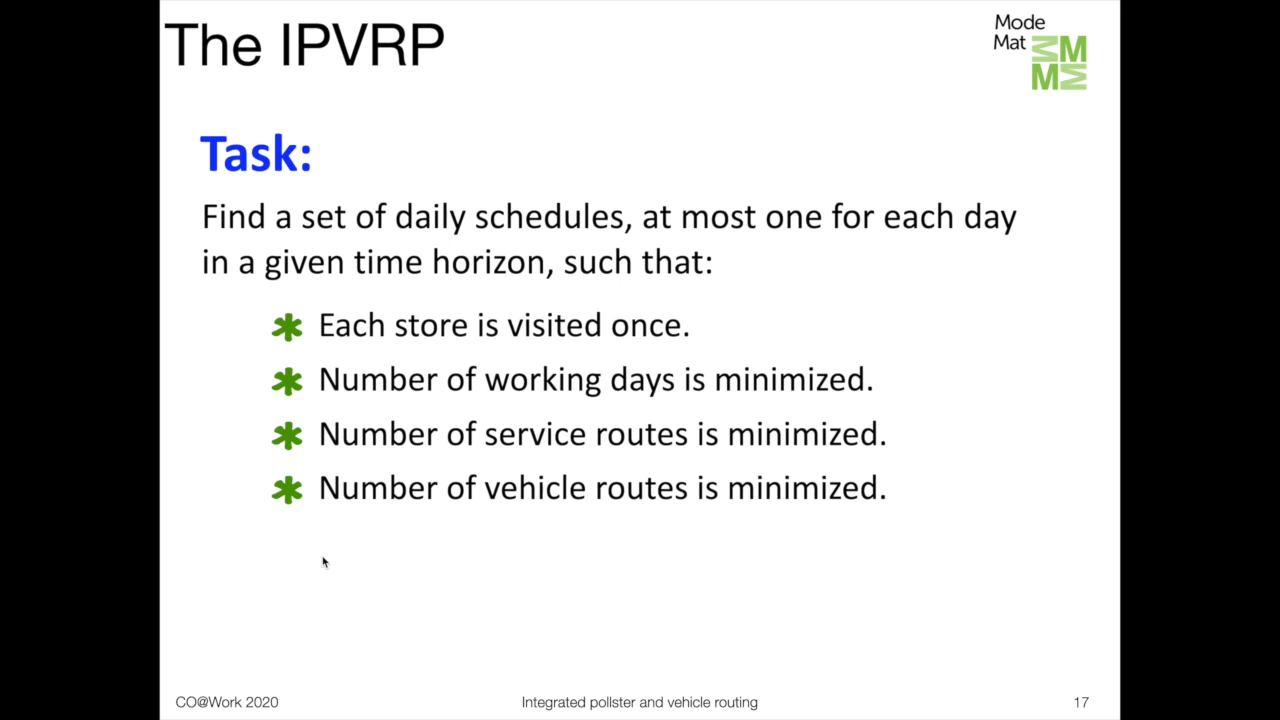 The IPVRP
Mode
Mat
M
M
M
M
Task:
Find a set of daily schedules, at most one for each day
in a given time horizon, such that:
Each store is visited once.
Number of working days is minimized.
Number of service routes is minimized.
Number of vehicle routes is minimized.
CO@Work 2020
Integrated pollster and vehicle routing
17